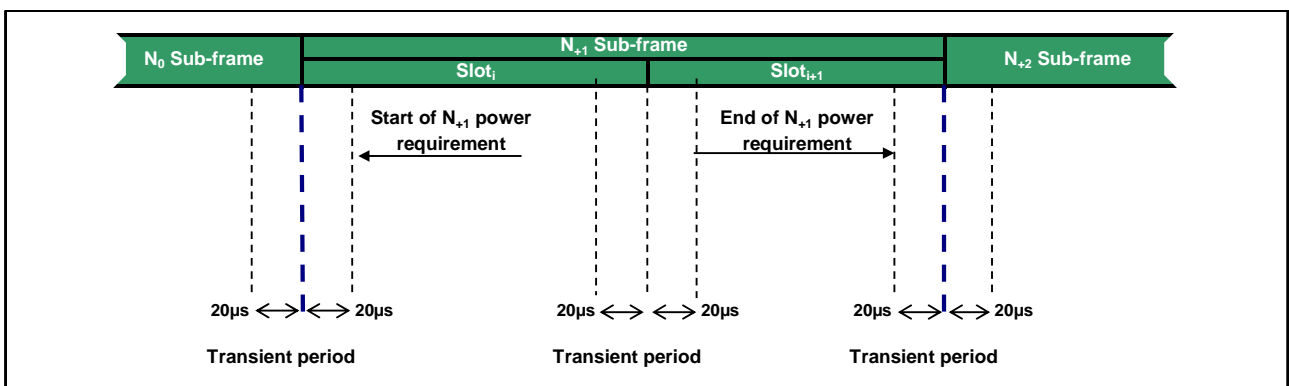 N+1 Sub-frame
N0 Sub-frame
N+2 Sub-frame
Sloti
Sloti+1
Start of N+1 power
requirement
End of N+1 power
requirement
20µs
20µs
20µs
20µs
20µs
20µs
Transient period
Transient period
Transient period